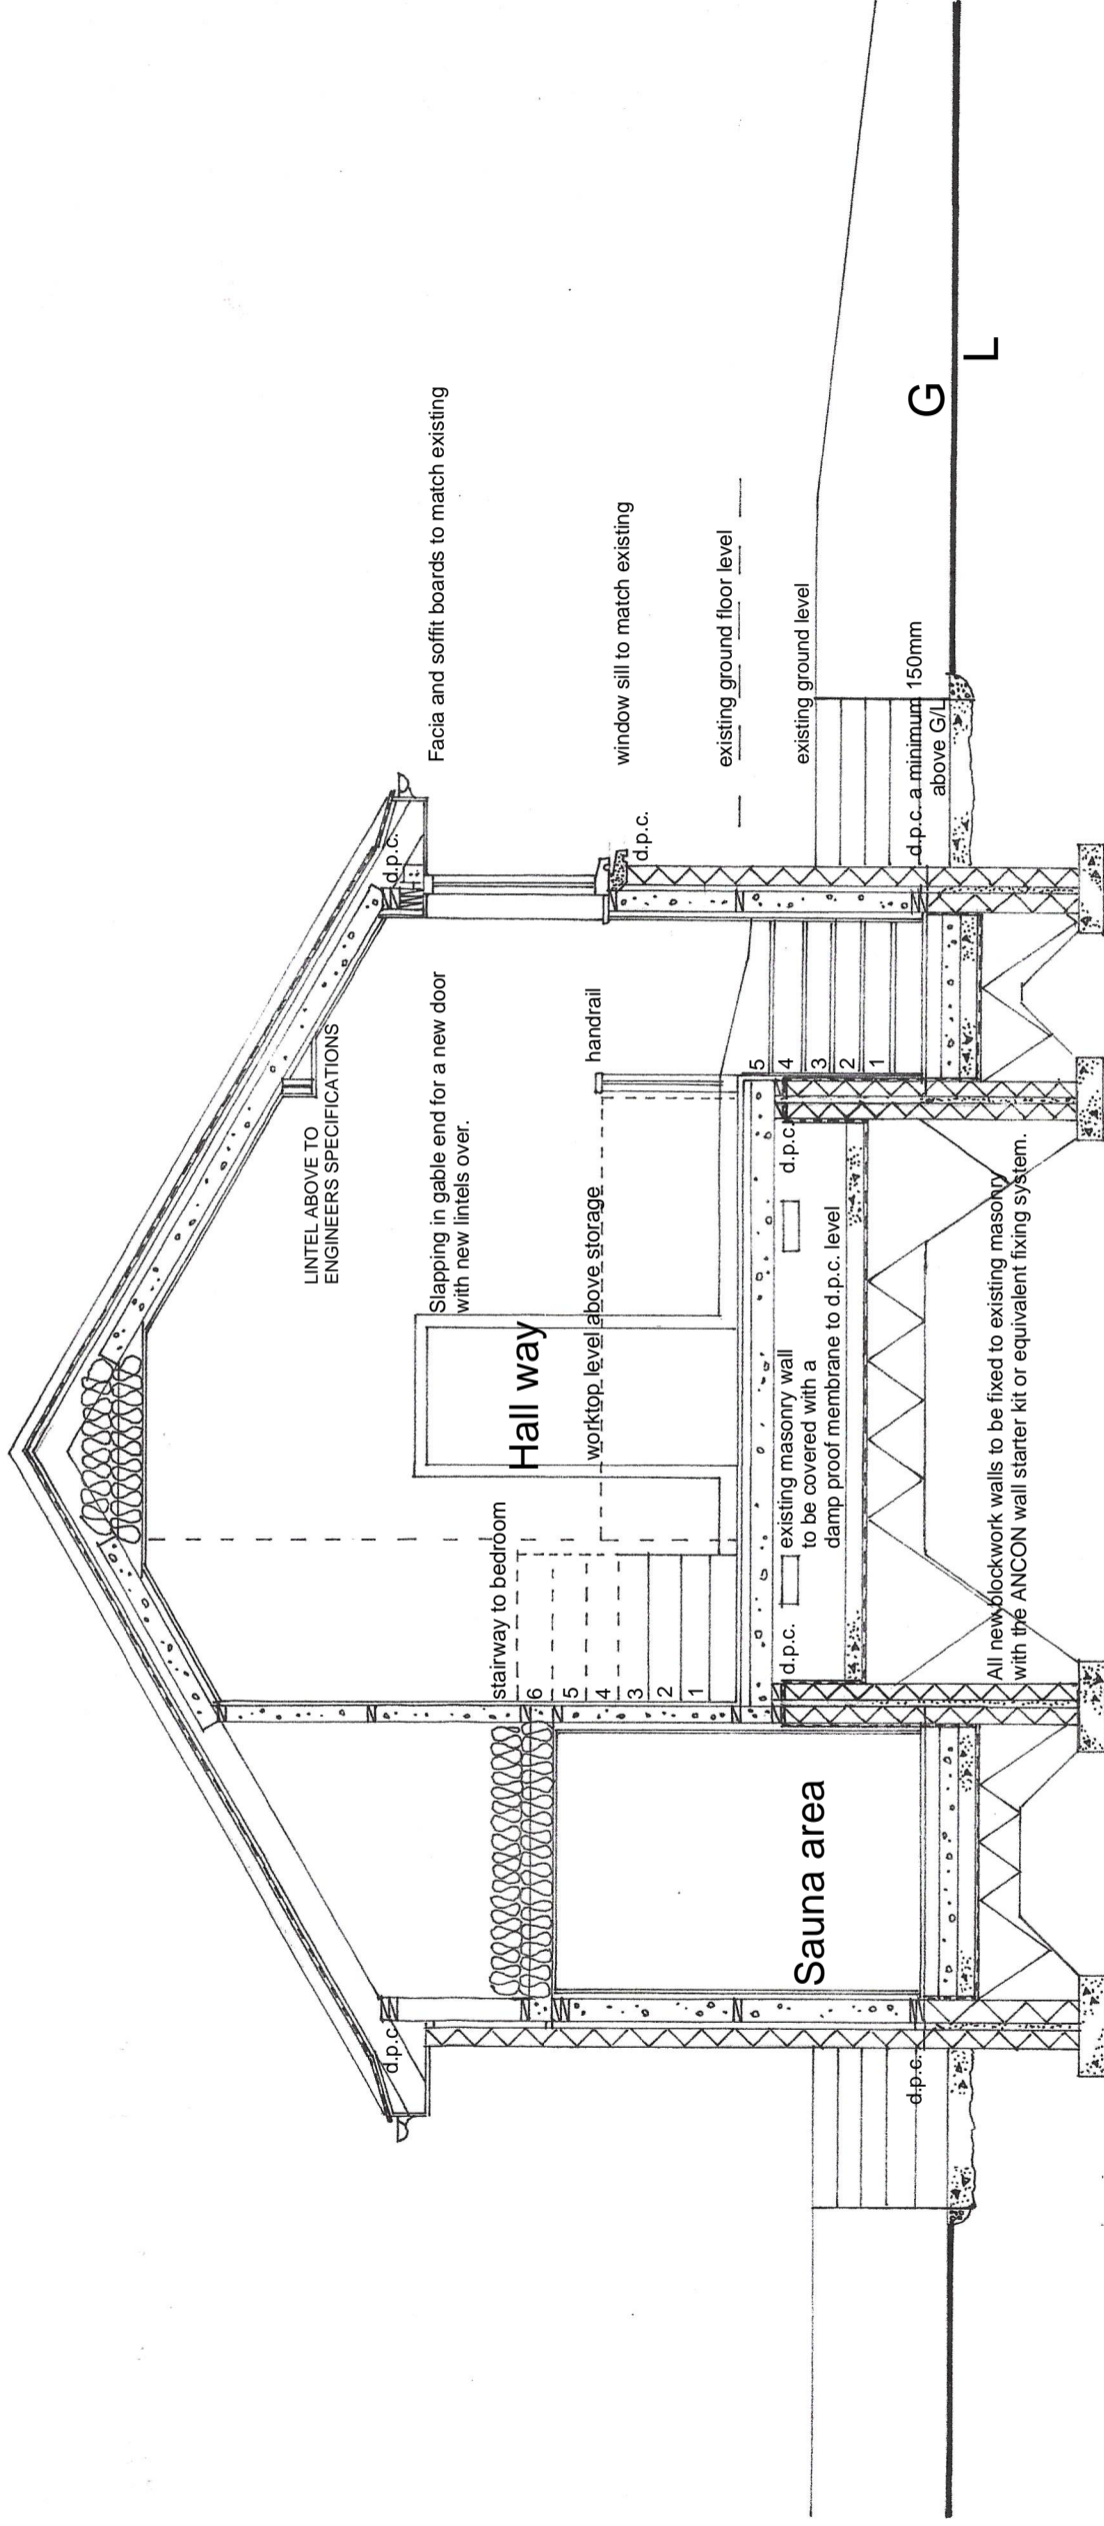 LINTEL ABOVE TO
ENGINEERS SPECIFICATIONS
d.p.c.
d.p.c.
Facia and soffit boards to match existing
Slapping in gable end for a new door
with new lintels over.
stairway to bedroom
Hall way
6
5
4
3
2
1
worktop level above storage
handrail
window sill to match existing
d.p.c.
existing ground floor level
Sauna area
d.p.c.
existing masonry wall
to be covered with a
damp proof membrane to d.p.c. level
d.p.c.
5
4
3
2
1
existing ground level
d.p.c.
d.p.c. a minimum 150mm
above G/L
G
L
All new blockwork walls to be fixed to existing masonry
with the ANCON wall starter kit or equivalent fixing system.